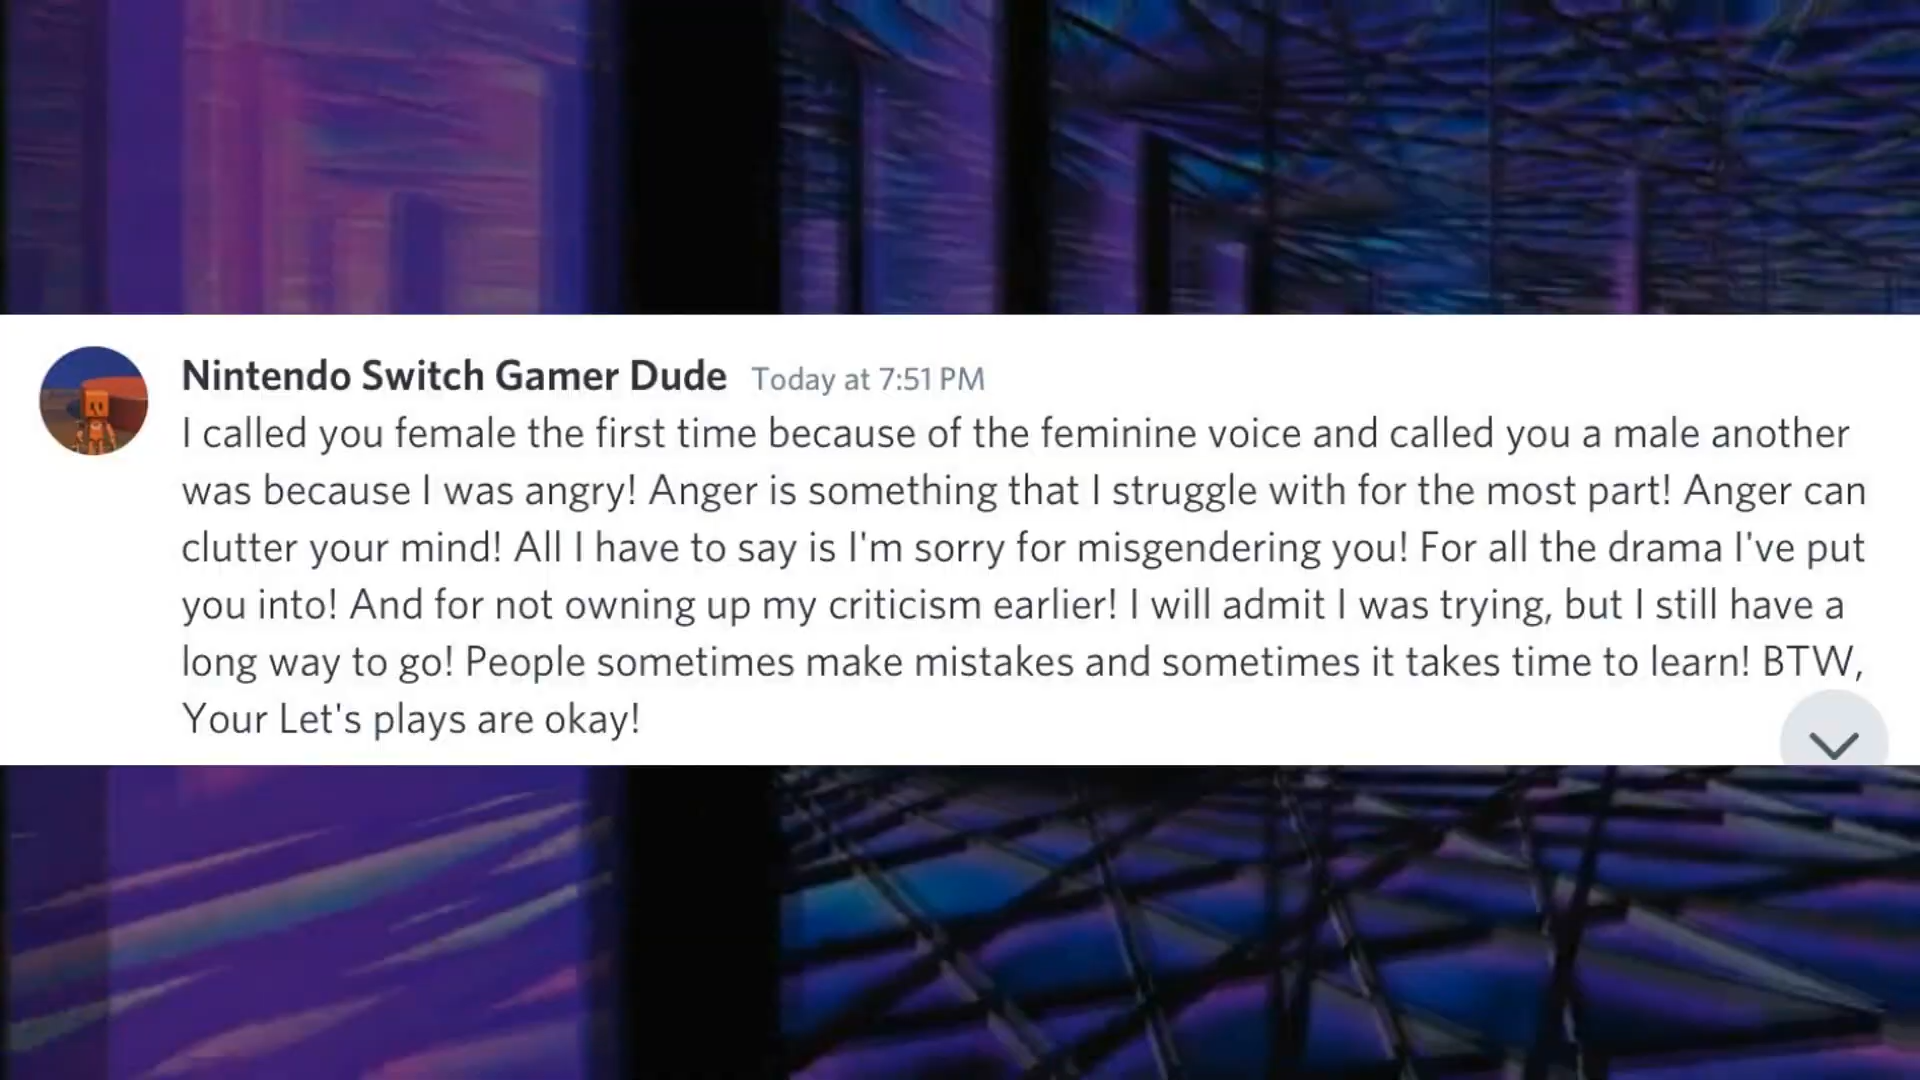 Nintendo Switch Gamer Dude Today at 7:51 PM
I called you female the first time because of the feminine voice and called you a male another
was because I was angry! Anger is something that I struggle with for the most part! Anger can
clutter your mind! All I have to say is I'm sorry for misgendering you! For all the drama I've put
you into! And for not owning up my criticism earlier! I will admit I was trying, but I still have a
long way to go! People sometimes make mistakes and sometimes it takes time to learn! BTW,
Your Let's plays are okay!